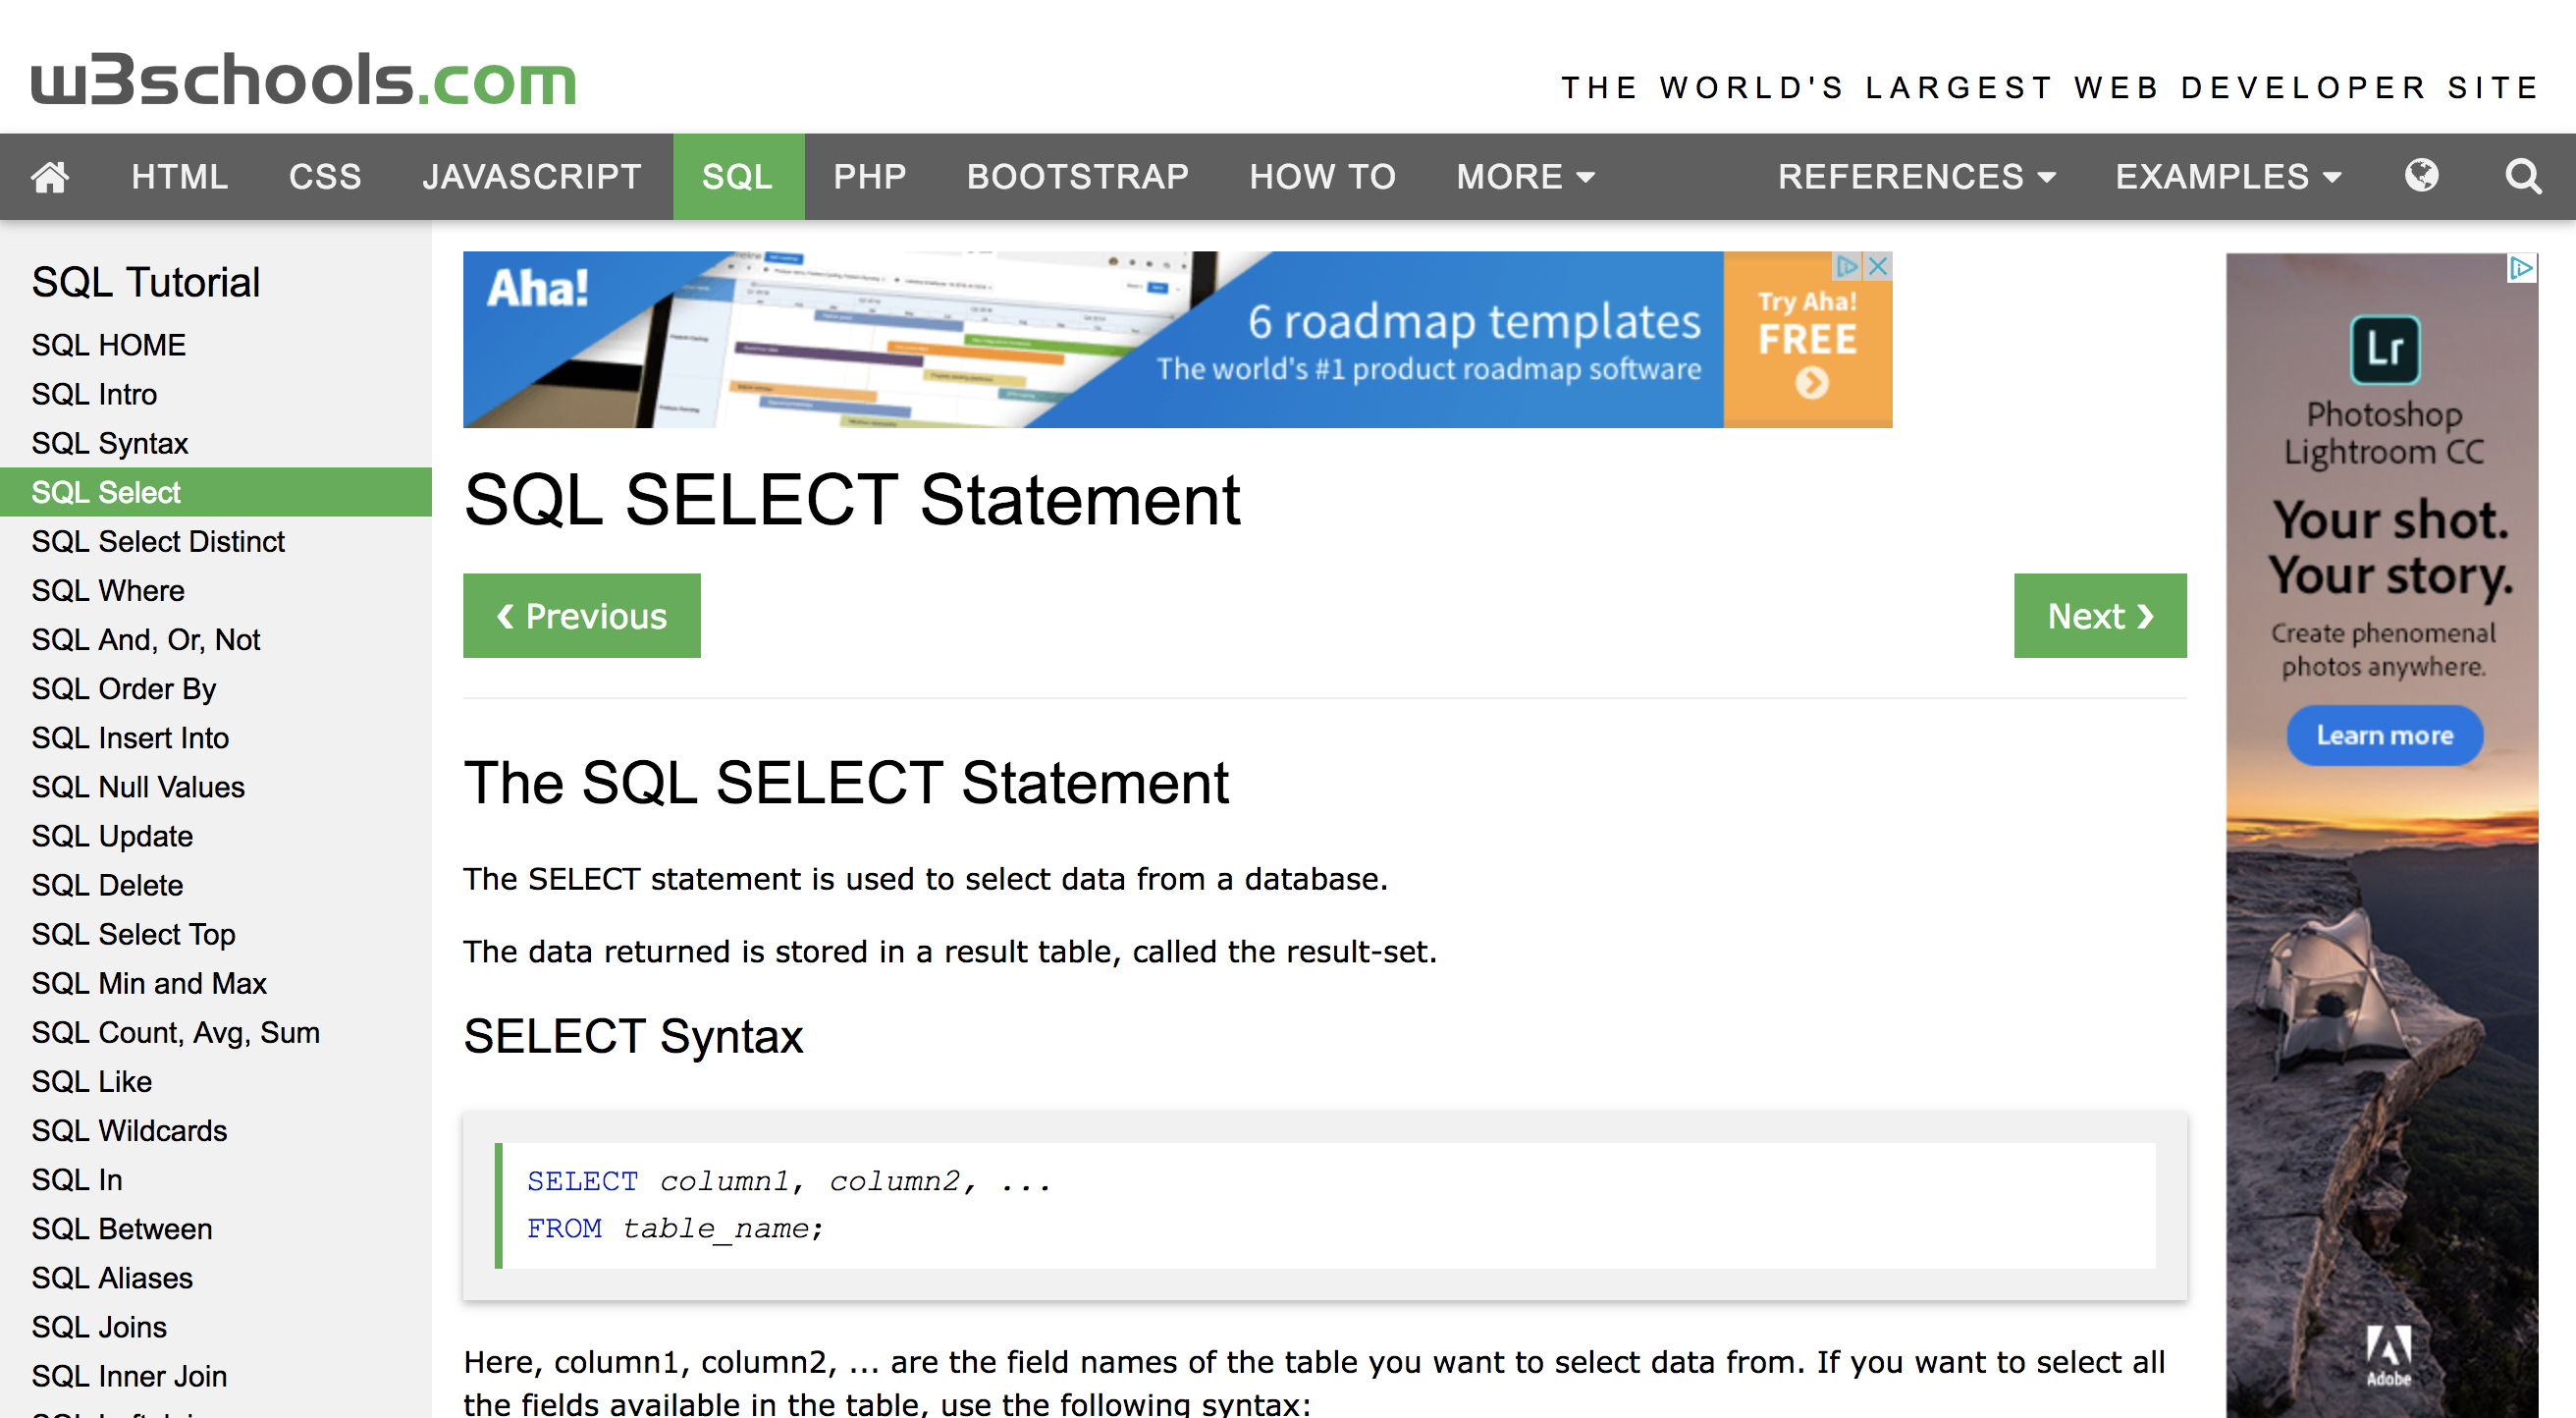 w3schools.com
THE WORLD'S LARGEST WEB DEVELOPER SITE
HTML CSS JAVASCRIPT SQL PHP BOOTSTRAP HOW TO MORE REFERENCES EXAMPLES
SQL Tutorial
SQL HOME
SQL Intro
SQL Syntax
SQL Select
SQL Select Distinct
SQL Where
SQL And, Or, Not
SQL Order By
SQL Insert Into
SQL Null Values
SQL Update
SQL Delete
SQL Select Top
SQL Min and Max
SQL Count, Avg, Sum
SQL Like
SQL Wildcards
SQL In
SQL Between
SQL Aliases
SQL Joins
SQL Inner Join
Aha!
6 roadmap templates
The world's #1 product roadmap software
Try Aha!
FREE
SQL SELECT Statement
❮ Previous
Next ❯
The SQL SELECT Statement
The SELECT statement is used to select data from a database.
The data returned is stored in a result table, called the result-set.
SELECT Syntax
SELECT column1, column2, ...
FROM table_name;
Here, column1, column2, ... are the field names of the table you want to select data from. If you want to select all
the fields available in the table, use the following syntax:
Lr
Photoshop
Lightroom CC
Your shot.
Your story.
Create phenomenal
photos anywhere.
Learn more
Adobe